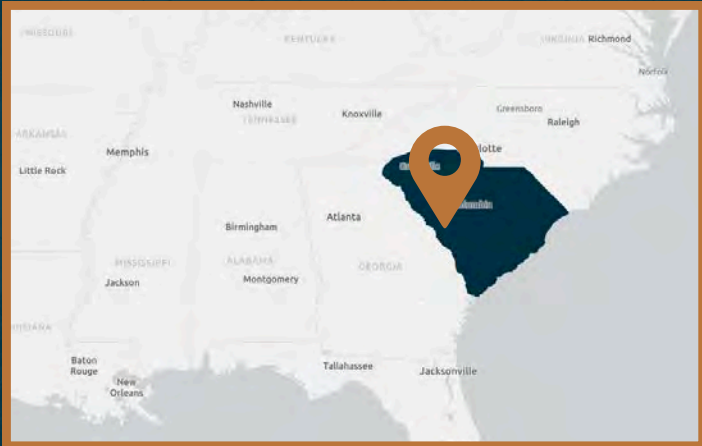 MISSOURI
KENTUCKY
VIRGINIA Richmond
Norfolk
Nashville
TENNESSEE
Knoxville
Greensboro
Raleigh
ARKANSAS
Little Rock
Memphis
lotte
Birmingham
Atlanta
MISSISSIPPI
ALABAMA
GEORGIA
Jackson
Montgomery
Baton
Rouge
New
Orleans
Tallahassee
Jacksonville